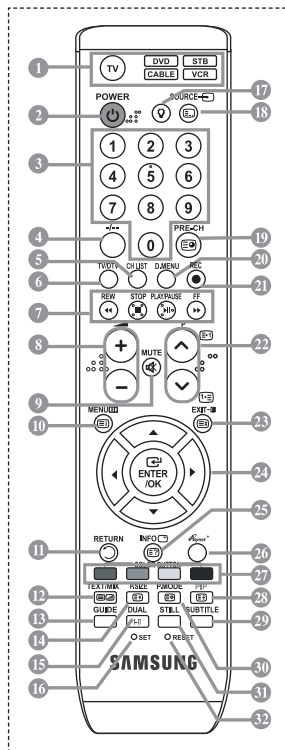 1
TV
DVD
STB
CABLE
VCR
POWER
SOURCE
17
2
18
3
1
2
3
4
5
6
7
8
9
0
4
-/--
PRE-CH
19
5
20
TV/DTV
CH LIST
D.MENU
REC
6
21
REW
STOP
PLAY/PAUSE
FF
7
8
+
P
22
MUTE
9
−
MENU
EXIT
10
23
ENTER
/OK
24
25
RETURN
INFO
11
26
27
TEXT/MIX
P.SIZE
P.MODE
PIP
12
28
GUIDE
DUAL
STILL
SUBTITLE
13
I-II
29
14
15
SET
RESET
30
16
31
SAMSUNG
32